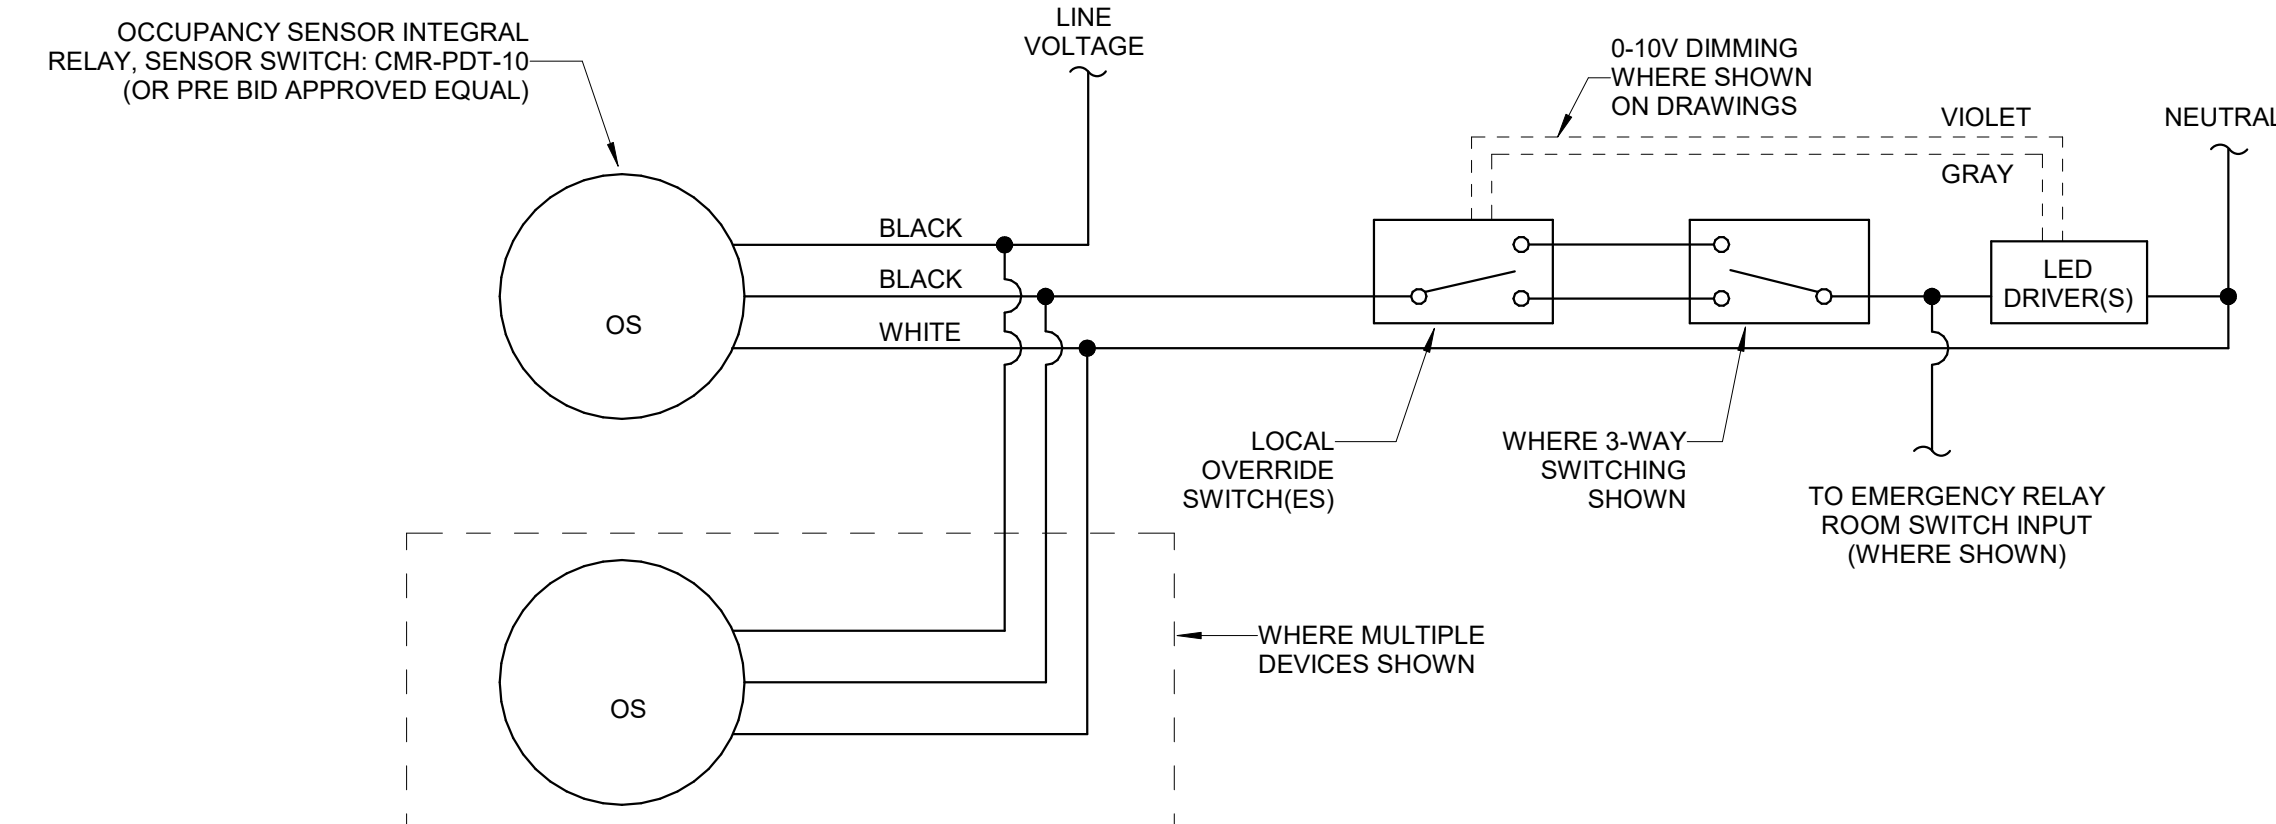 OCCUPANCY SENSOR INTEGRAL
RELAY, SENSOR SWITCH: CMR-PDT-10
(OR PRE BID APPROVED EQUAL)
LINE
VOLTAGE
0-10V DIMMING
WHERE SHOWN
ON DRAWINGS
VIOLET
GRAY
NEUTRAL
BLACK
BLACK
WHITE
OS
LED
DRIVER(S)
LOCAL
OVERRIDE
SWITCH(ES)
WHERE 3-WAY
SWITCHING
SHOWN
TO EMERGENCY RELAY
ROOM SWITCH INPUT
(WHERE SHOWN)
WHERE MULTIPLE
DEVICES SHOWN
OS